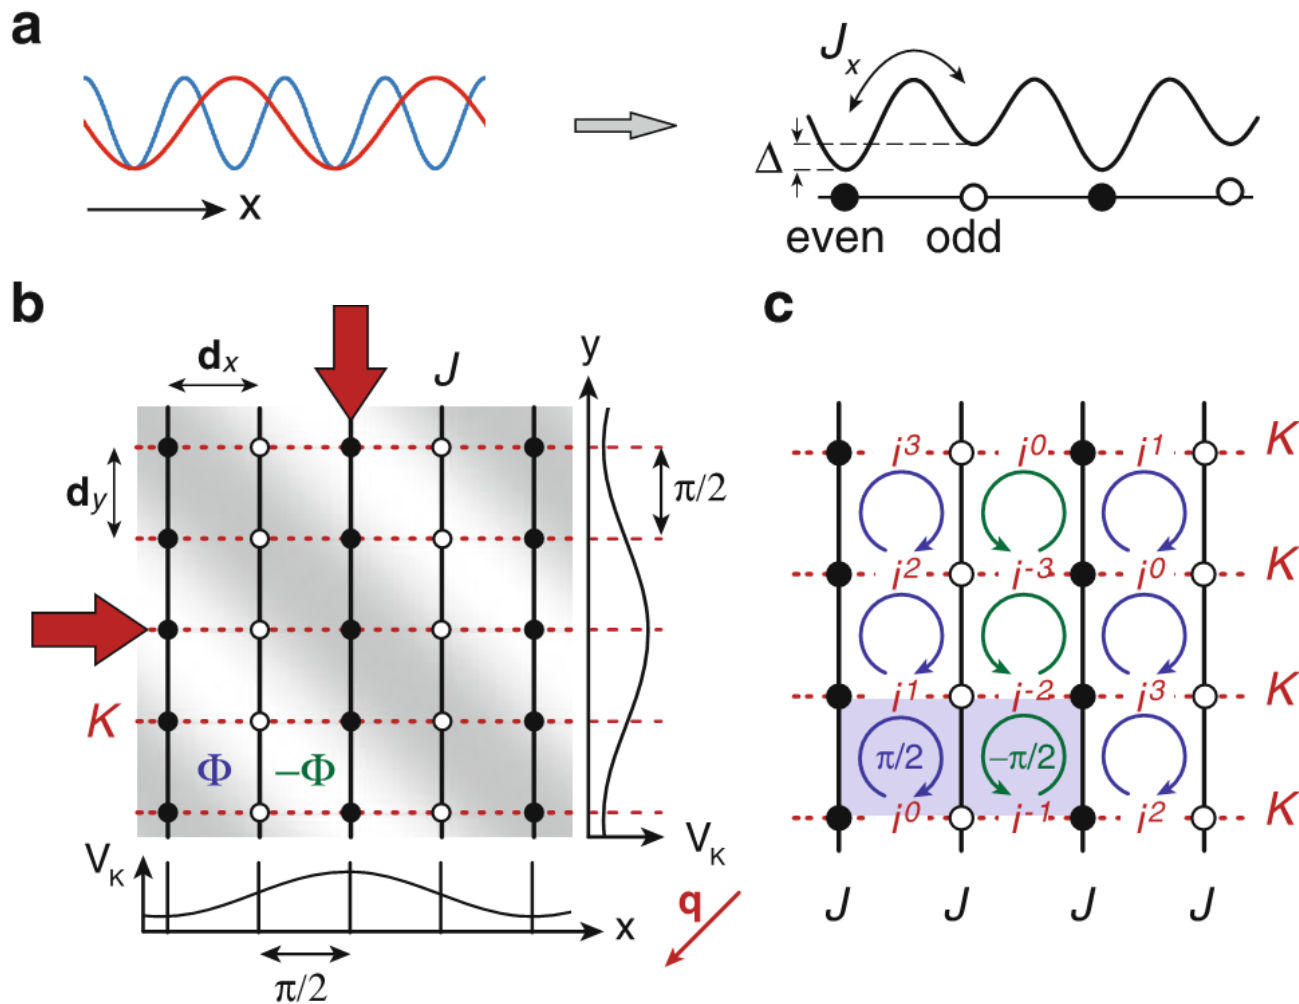 a
x
J_x
Δ
even odd
b
d_x
J
y
d_y
π/2
K
Φ
–Φ
V_K
V_K
q
x
π/2
c
i^3 i^0 i^1 K
i^2 i^-3 i^0 K
i^1 i^-2 i^3 K
π/2 –π/2
i^0 i^-1 i^2 K
J J J J